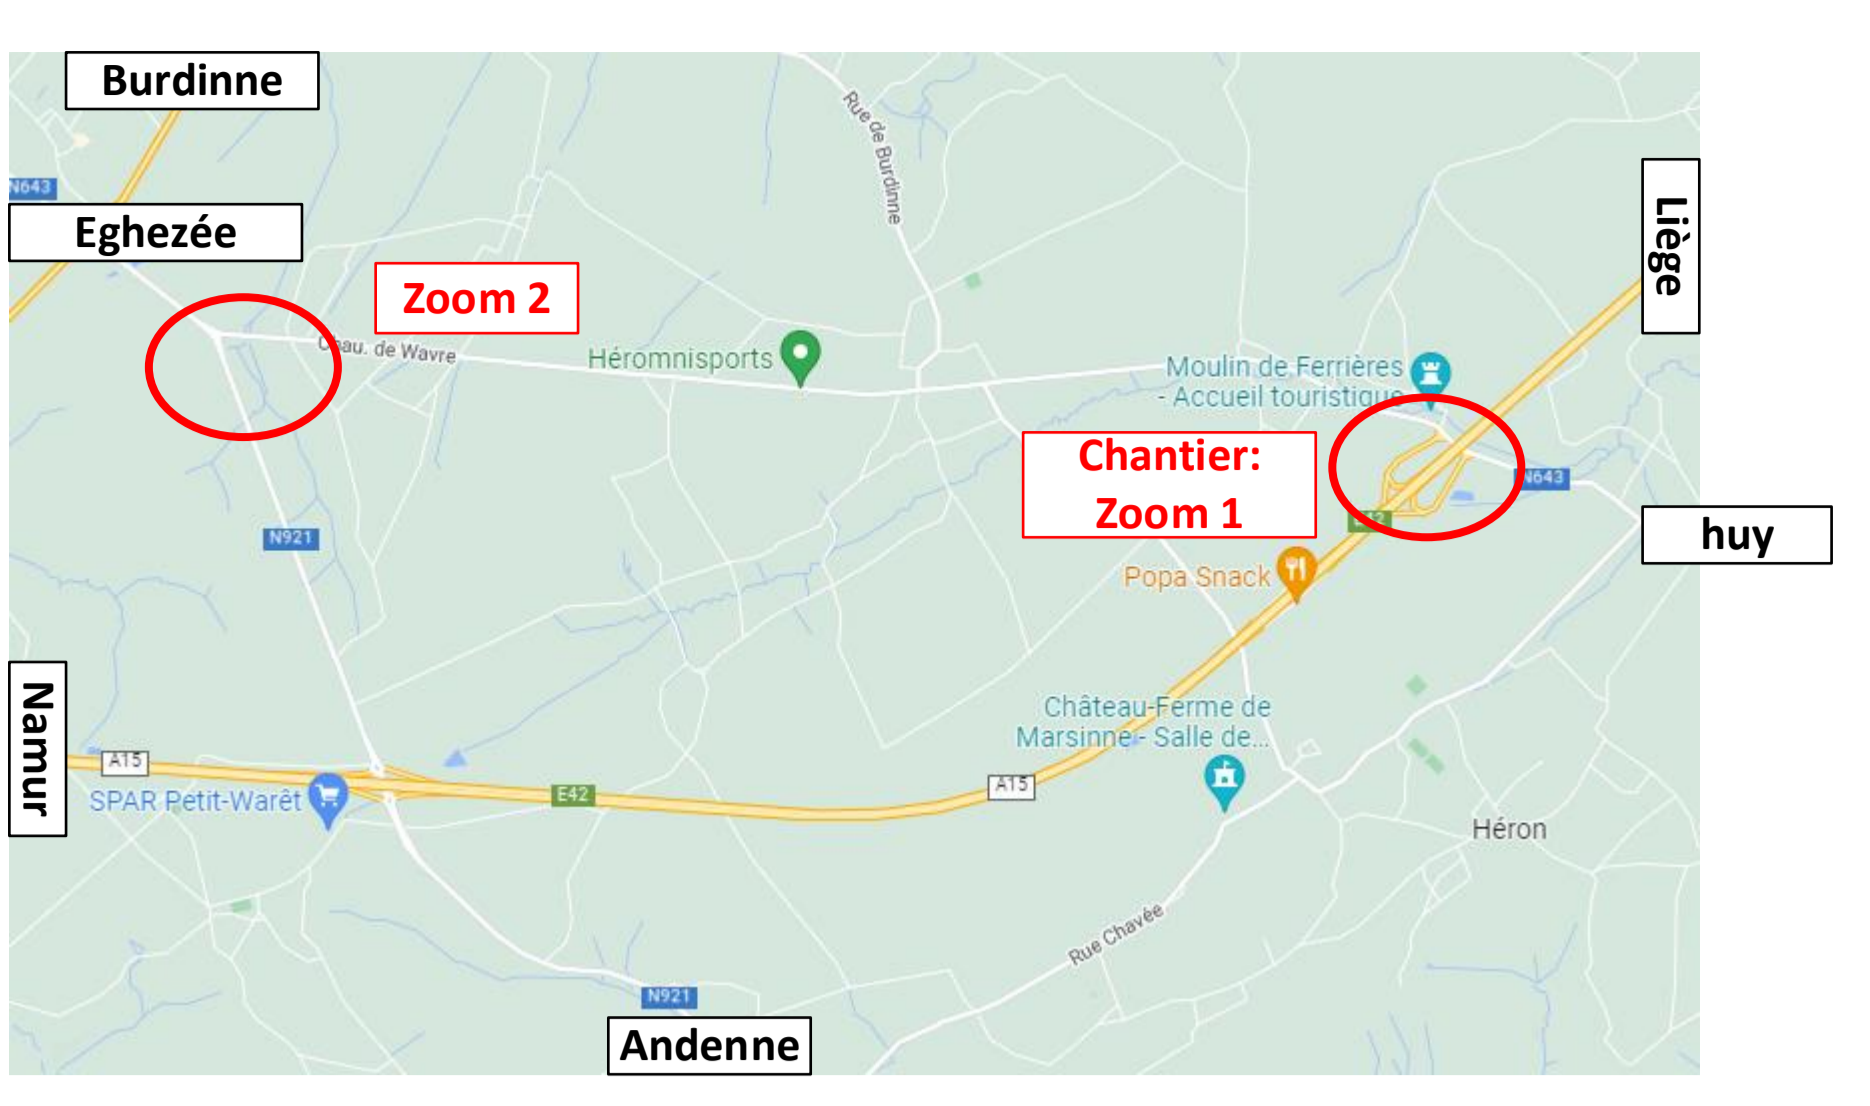 Burdinne
N643
Eghezée
Rue de Burdinne
Liège
Zoom 2
Chau. de Wavre
Héromnisports
Moulin de Ferrières
- Accueil touristique
Chantier:
Zoom 1
N643
E42
huy
N921
Popa Snack
Namur
Château-Ferme de
Marsinne - Salle de...
A15
SPAR Petit-Warêt
E42
A15
Héron
Rue Chavée
N921
Andenne